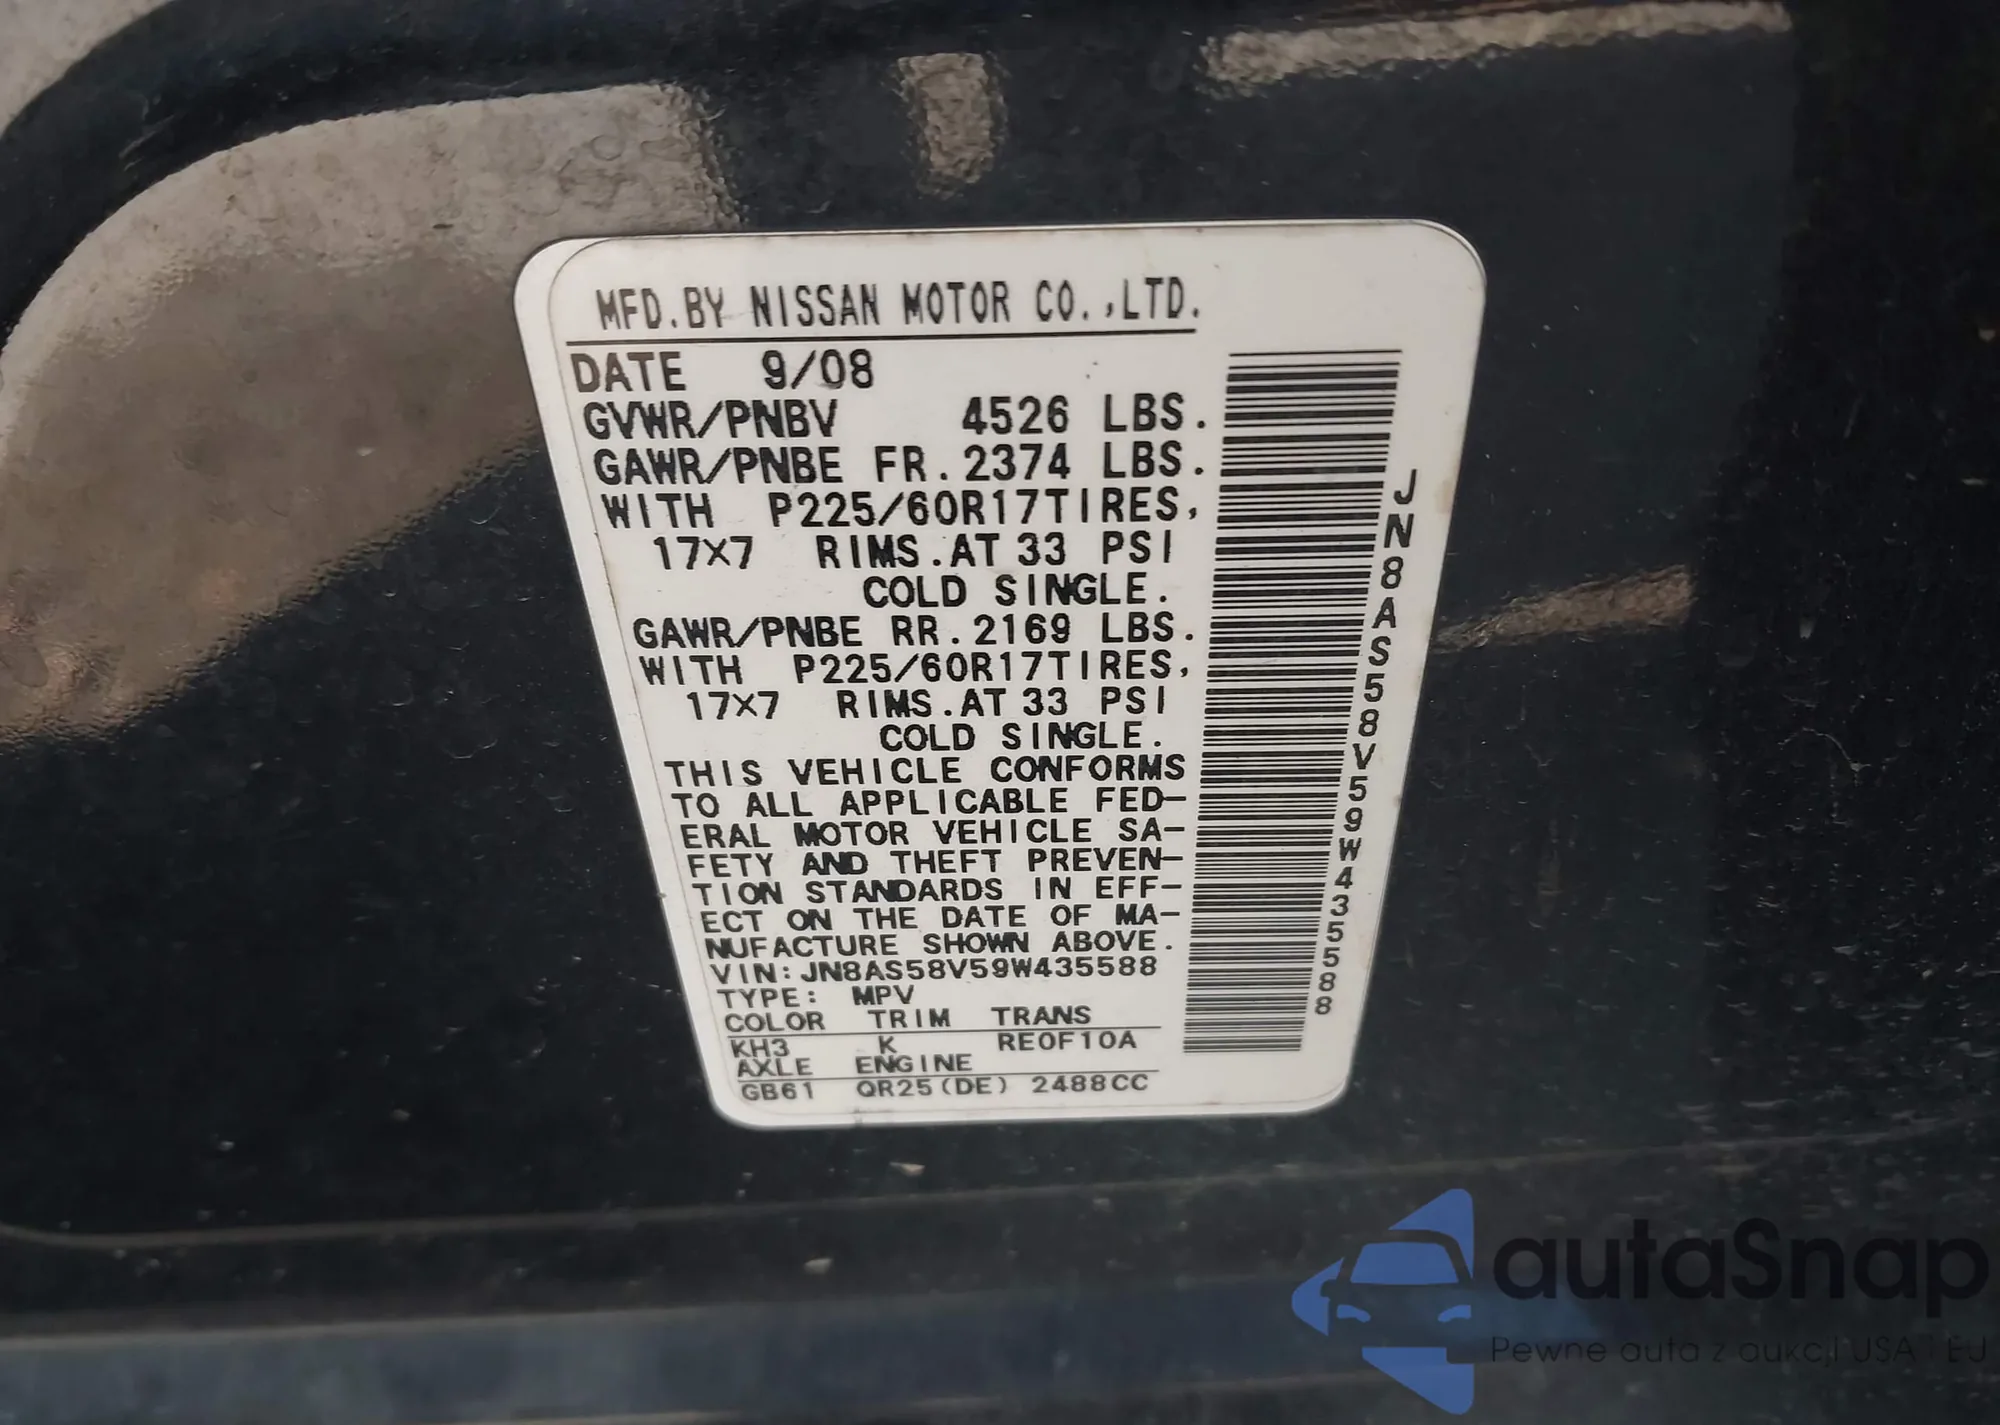 MFD.BY NISSAN MOTOR CO.,LTD.
DATE 9/08
GVWR/PNBV 4526 LBS.
GAWR/PNBE FR.2374 LBS.
WITH P225/60R17TIRES,
17X7 RIMS.AT 33 PSI
COLD SINGLE.
GAWR/PNBE RR.2169 LBS.
WITH P225/60R17TIRES,
17X7 RIMS.AT 33 PSI
COLD SINGLE.
THIS VEHICLE CONFORMS
TO ALL APPLICABLE FED-
ERAL MOTOR VEHICLE SA-
FETY AND THEFT PREVEN-
TION STANDARDS IN EFF-
ECT ON THE DATE OF MA-
NUFACTURE SHOWN ABOVE.
VIN:JN8AS58V59W435588
TYPE: MPV
COLOR TRIM TRANS
KH3 K RE0F10A
AXLE ENGINE
GB61 QR25(DE) 2488CC
JN8AS58V59W435588
autaSnap
Pewne auta z aukcji USA i EU